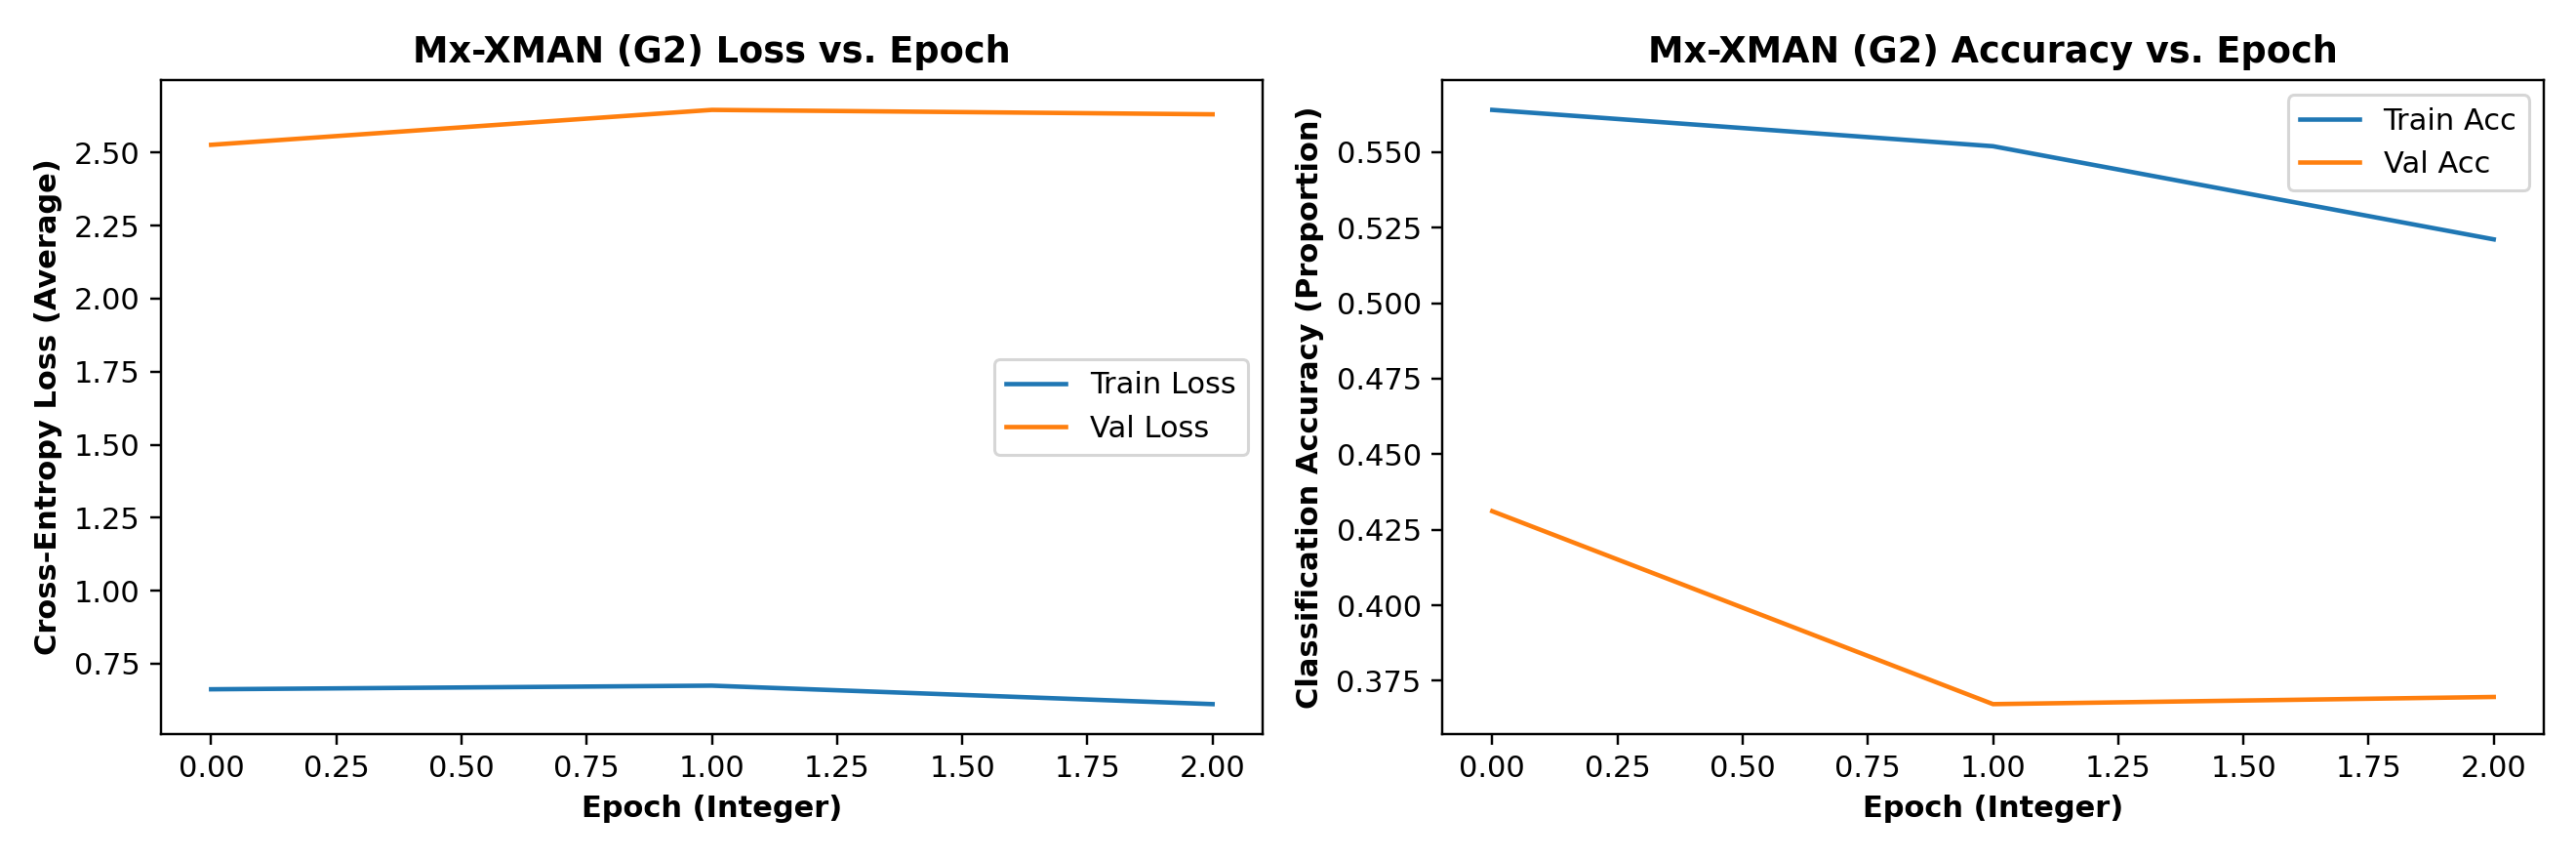 Mx-XMAN (G2) Loss vs. Epoch
Cross-Entropy Loss (Average)
2.50
2.25
2.00
1.75
1.50
1.25
1.00
0.75
Train Loss
Val Loss
0.00 0.25 0.50 0.75 1.00 1.25 1.50 1.75 2.00
Epoch (Integer)
Mx-XMAN (G2) Accuracy vs. Epoch
Classification Accuracy (Proportion)
0.550
0.525
0.500
0.475
0.450
0.425
0.400
0.375
Train Acc
Val Acc
0.00 0.25 0.50 0.75 1.00 1.25 1.50 1.75 2.00
Epoch (Integer)